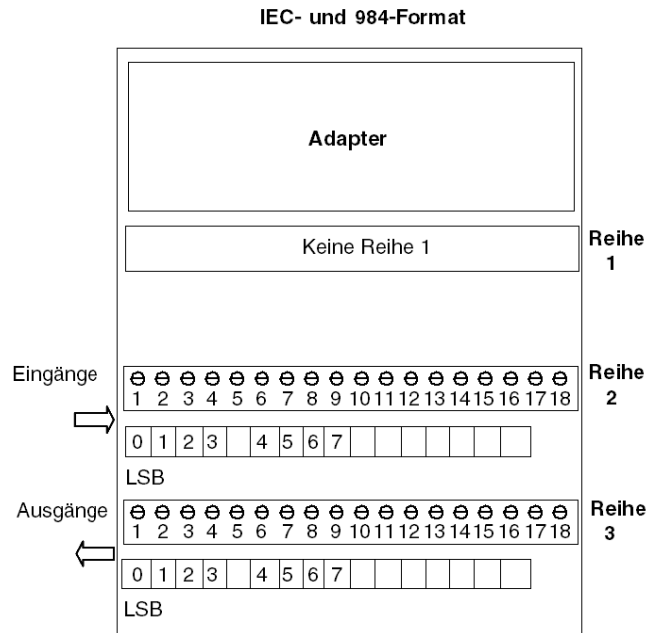 IEC- und 984-Format
Adapter
Keine Reihe 1
Reihe
1
Eingänge
1 2 3 4 5 6 7 8 9 10 11 12 13 14 15 16 17 18
Reihe
2
0 1 2 3 4 5 6 7
LSB
Ausgänge
1 2 3 4 5 6 7 8 9 10 11 12 13 14 15 16 17 18
Reihe
3
0 1 2 3 4 5 6 7
LSB